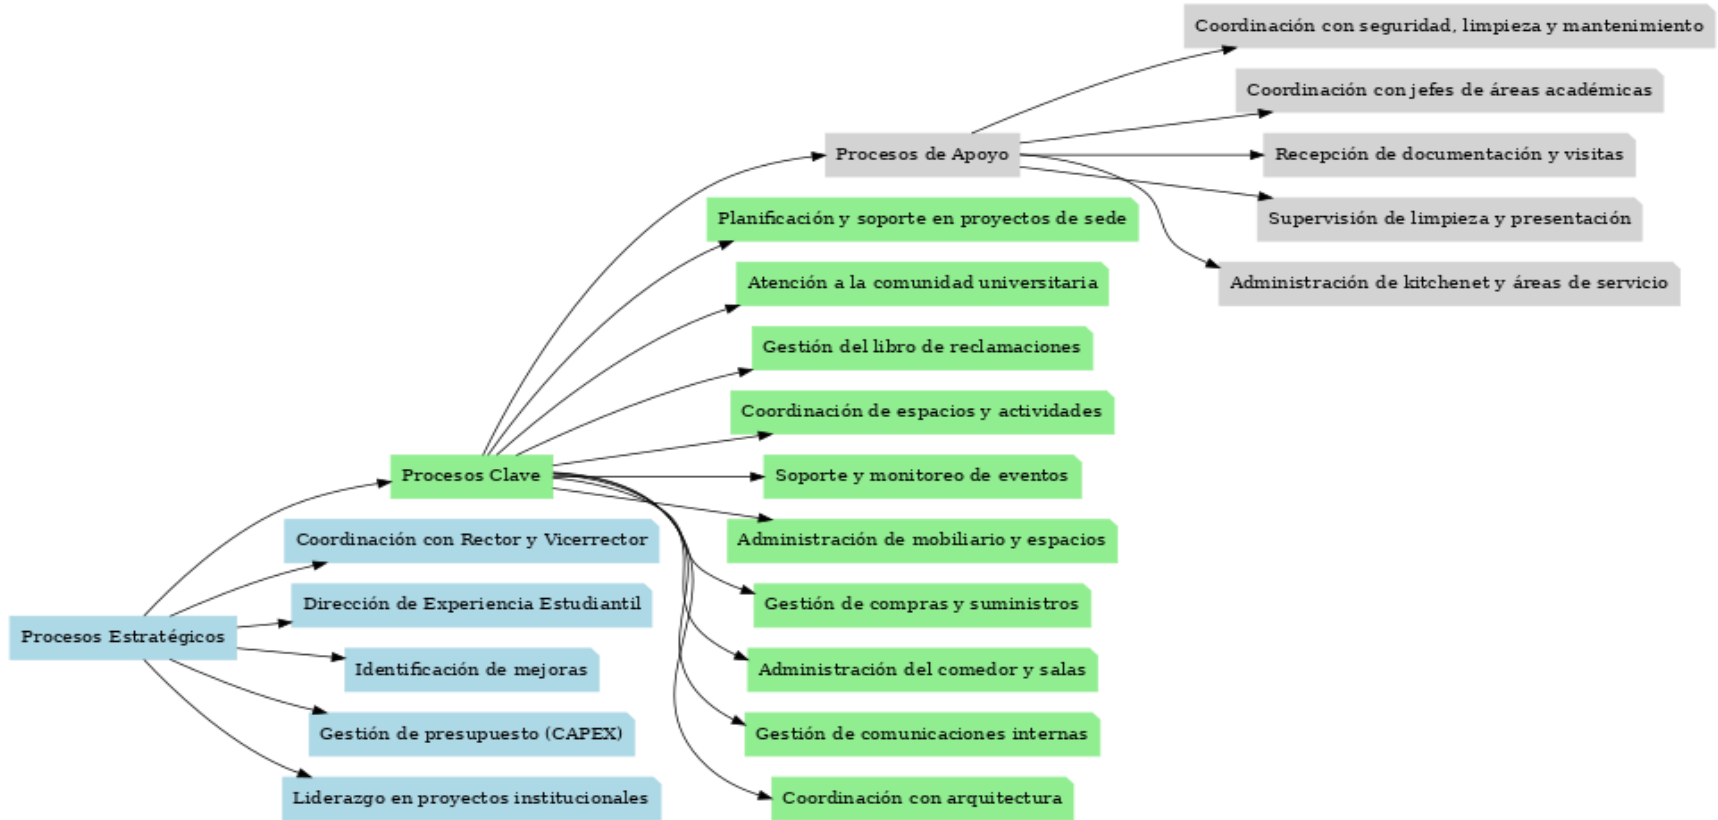 Coordinación con seguridad, limpieza y mantenimiento
Coordinación con jefes de áreas académicas
Procesos de Apoyo
Recepción de documentación y visitas
Planificación y soporte en proyectos de sede
Supervisión de limpieza y presentación
Atención a la comunidad universitaria
Administración de kitchenet y áreas de servicio
Gestión del libro de reclamaciones
Coordinación de espacios y actividades
Procesos Clave
Soporte y monitoreo de eventos
Coordinación con Rector y Vicerrector
Administración de mobiliario y espacios
Dirección de Experiencia Estudiantil
Gestión de compras y suministros
Procesos Estratégicos
Identificación de mejoras
Administración del comedor y salas
Gestión de presupuesto (CAPEX)
Gestión de comunicaciones internas
Liderazgo en proyectos institucionales
Coordinación con arquitectura